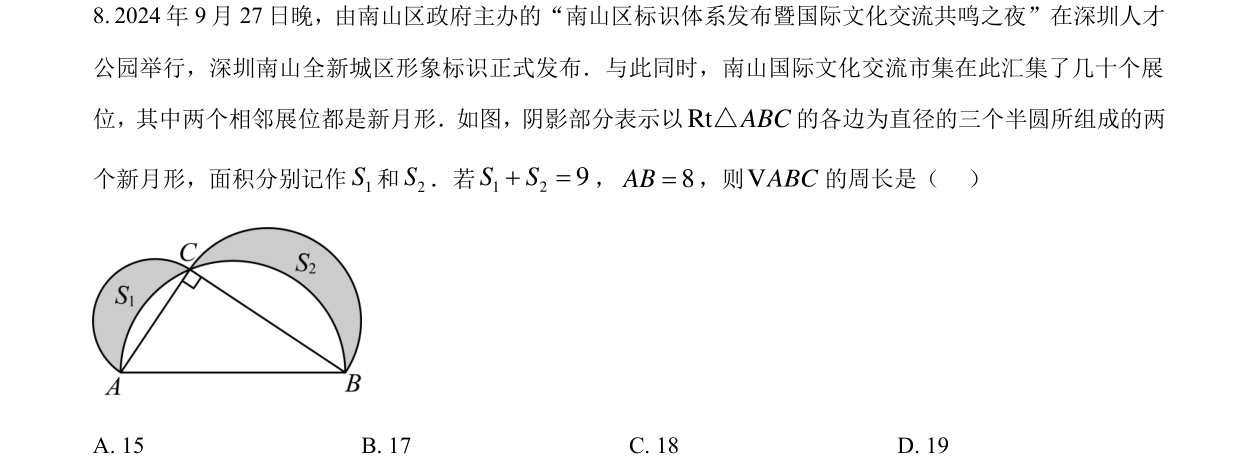 8. 2024 年 9 月 27 日晚，由南山区政府主办的“南山区标识体系发布暨国际文化交流共鸣之夜”在深圳人才
公园举行，深圳南山全新城区形象标识正式发布．与此同时，南山国际文化交流市集在此汇集了几十个展
位，其中两个相邻展位都是新月形．如图，阴影部分表示以 Rt△ABC 的各边为直径的三个半圆所组成的两
个新月形，面积分别记作 S₁ 和 S₂．若 S₁ + S₂ = 9，AB = 8，则 VABC 的周长是（ ）
C
S₂
S₁
A
B
A. 15 B. 17 C. 18 D. 19